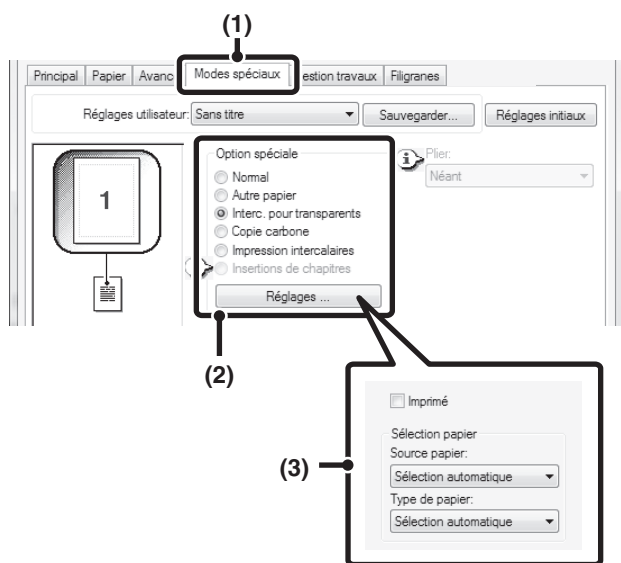 (1)
Principal Papier Avanc Modes spéciaux estion travaux Filigranes
Réglages utilisateur: Sans titre Sauvegarder... Réglages initiaux
1
Option spéciale
Normal
Autre papier
Interc. pour transparents
Copie carbone
Impression intercalaires
Insertions de chapitres
Réglages ...
Plier:
Néant
(2)
(3)
Imprimé
Sélection papier
Source papier:
Sélection automatique
Type de papier:
Sélection automatique